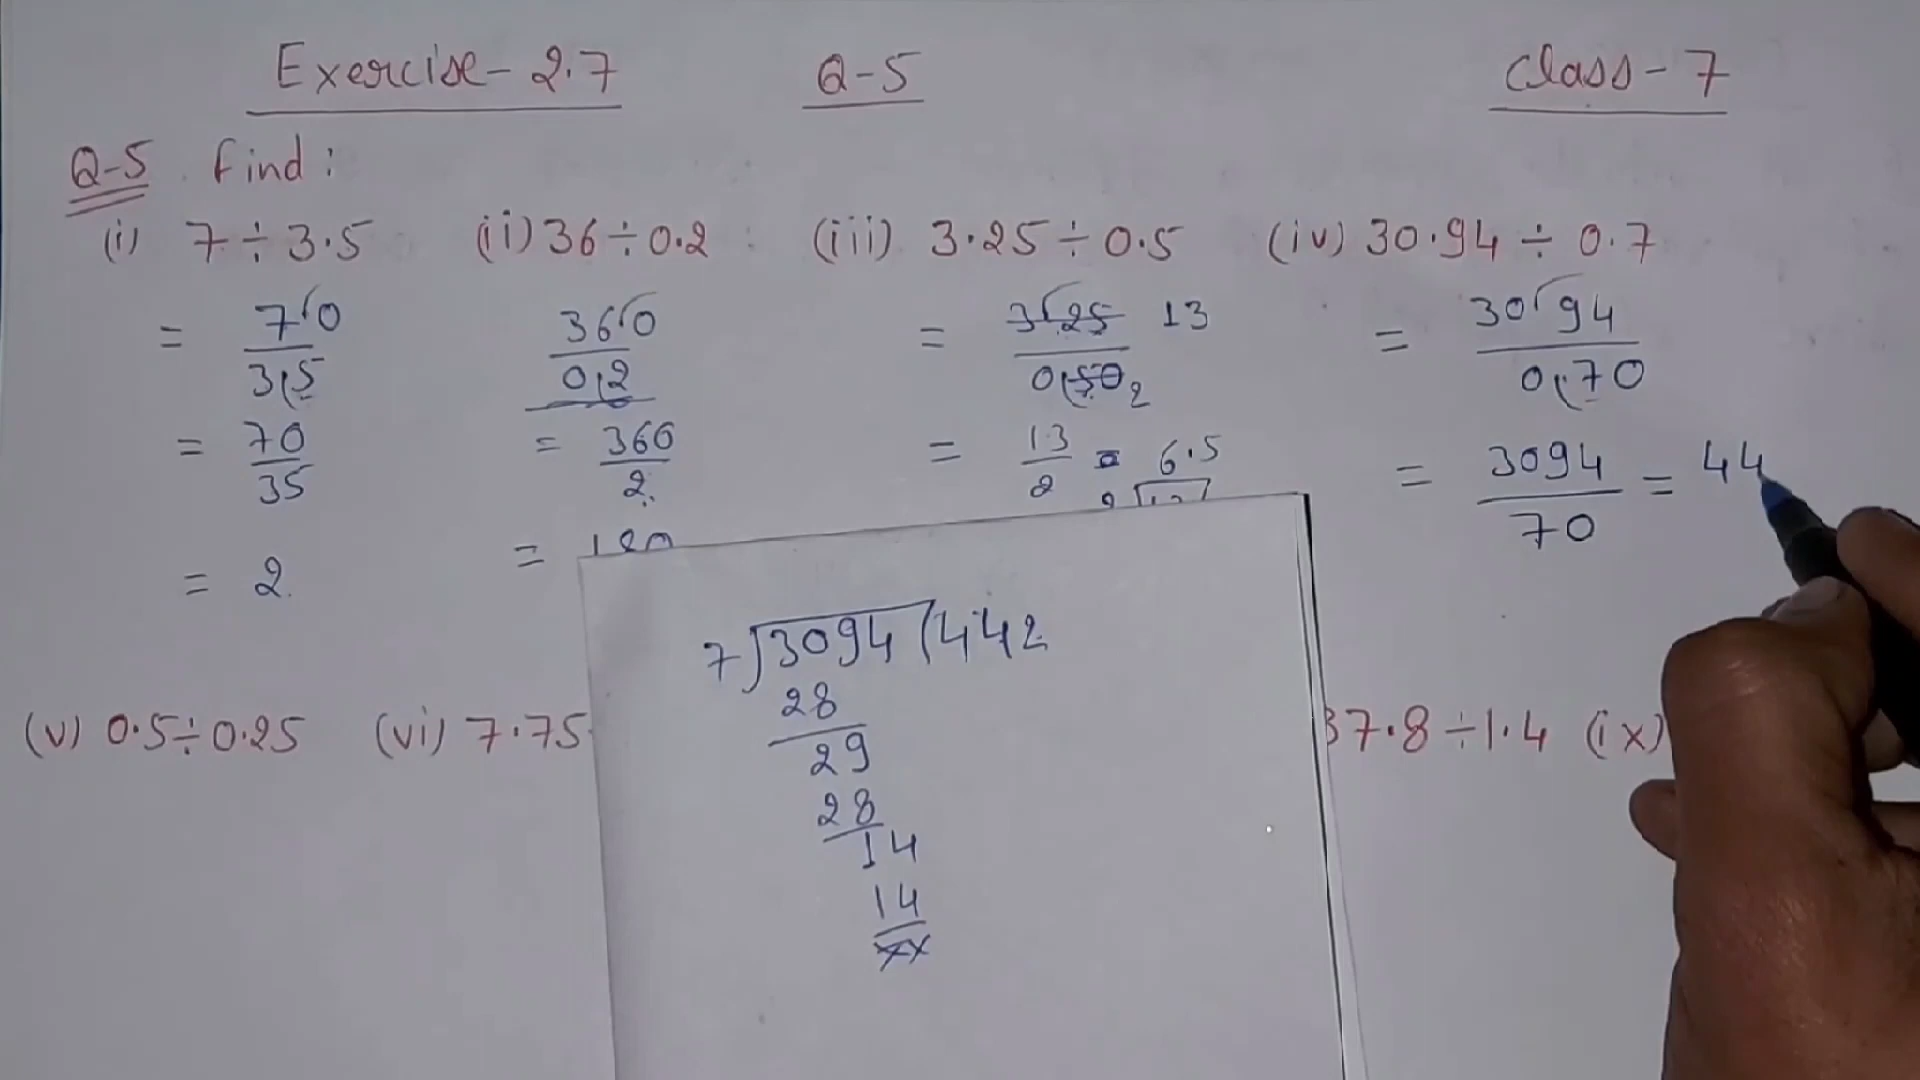 Exercise-2.7 Q-5 Class-7
Q-5 Find:
(i) 7÷3.5 (ii) 36÷0.2 (iii) 3.25÷0.5 (iv) 30.94÷0.7
= 7.0 36.0 = 3.25 13 = 30.94
3.5 0.2 0.50 2 0.70
= 70 = 360 = 13 = 6.5 = 3094 = 44
35 2 2 70
= 2
7)3094(442
28
29
28
14
14
xx
(v) 0.5÷0.25 (vi) 7.75 37.8÷1.4 (ix)